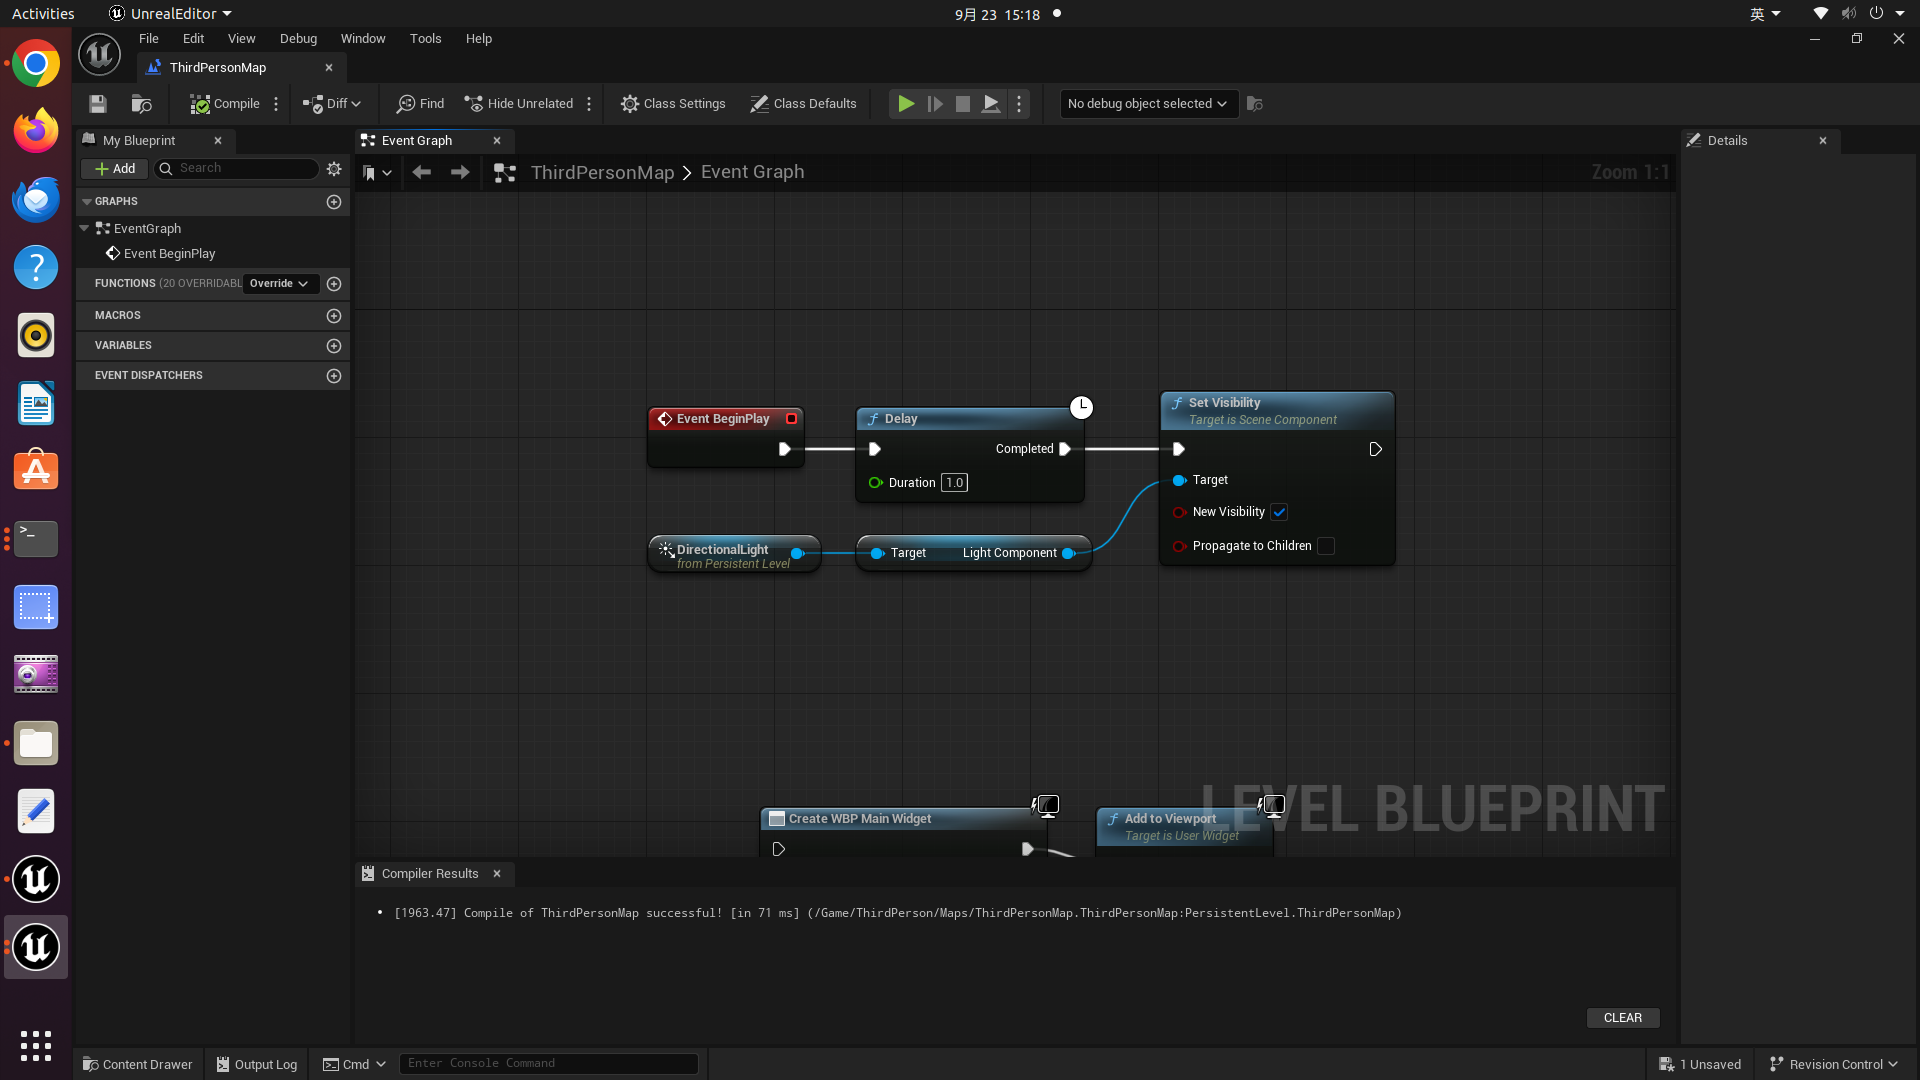 Activities
UnrealEditor
9月 23 15:18
英
File Edit View Debug Window Tools Help
ThirdPersonMap
Compile
Diff
Find
Hide Unrelated
Class Settings
Class Defaults
No debug object selected
My Blueprint
Event Graph
Details
Add
Search
ThirdPersonMap > Event Graph
Zoom 1:1
GRAPHS
EventGraph
Event BeginPlay
FUNCTIONS (20 OVERRIDABL
Override
MACROS
VARIABLES
EVENT DISPATCHERS
Event BeginPlay
Delay
Completed
Duration 1.0
Set Visibility
Target is Scene Component
Target
New Visibility
Propagate to Children
DirectionalLight
from Persistent Level
Target Light Component
Create WBP Main Widget
Add to Viewport
Target is User Widget
LEVEL BLUEPRINT
Compiler Results
• [1963.47] Compile of ThirdPersonMap successful! [in 71 ms] (/Game/ThirdPerson/Maps/ThirdPersonMap.ThirdPersonMap:PersistentLevel.ThirdPersonMap)
CLEAR
Content Drawer
Output Log
Cmd
Enter Console Command
1 Unsaved
Revision Control